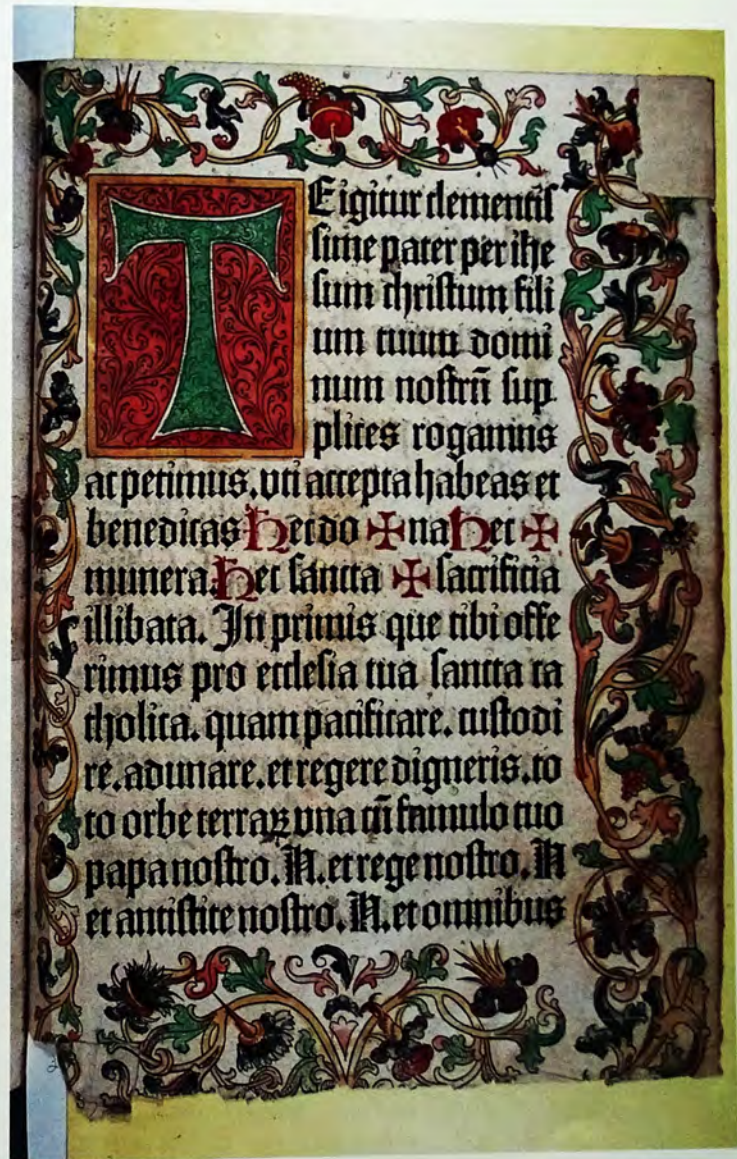 TEigitur clementiſ
ſime pater per ihe
ſum chriſtum fili
um tuum domi
num noſtrū ſup
plices rogamus
ac petimus. vti accepta habeas et
benedicas Hec do ✠ na Hec ✠
munera. Hec ſancta ✠ ſacrificia
illibata. In primis que tibi offe
rimus pro eccleſia tua ſancta ca
tholica. quam pacificare. cuſtodi
re. adunare. et regere digneris. to
to orbe terraꝝ vna cū famulo tuo
papa noſtro. N. et rege noſtro. N
et antiſtite noſtro. N. et omnibus